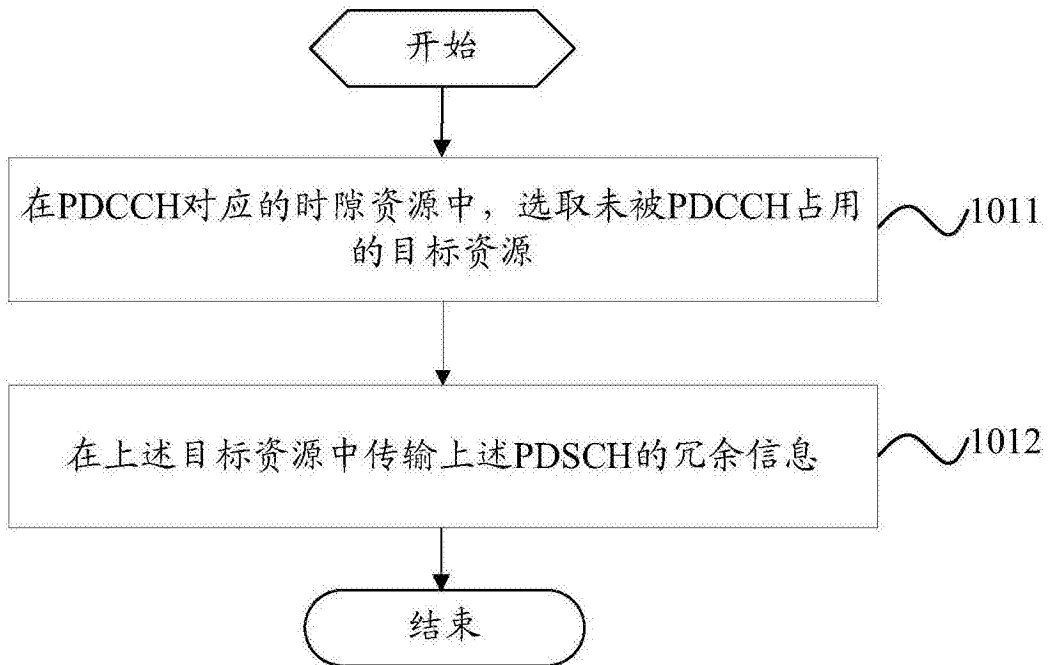 开始
在PDCCH对应的时隙资源中，选取未被PDCCH占用
的目标资源
1011
在上述目标资源中传输上述PDSCH的冗余信息
1012
结束